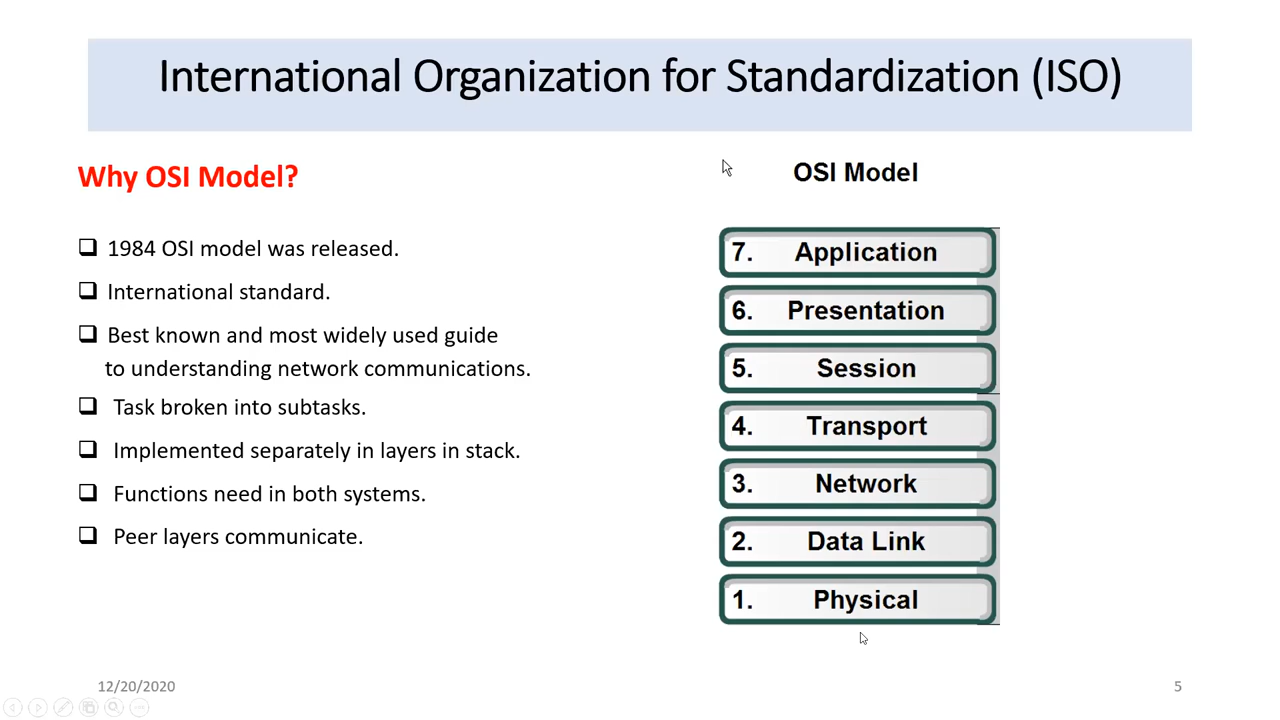 International Organization for Standardization (ISO)
Why OSI Model?
1984 OSI model was released.
International standard.
Best known and most widely used guide
to understanding network communications.
Task broken into subtasks.
Implemented separately in layers in stack.
Functions need in both systems.
Peer layers communicate.
OSI Model
7. Application
6. Presentation
5. Session
4. Transport
3. Network
2. Data Link
1. Physical
12/20/2020
5